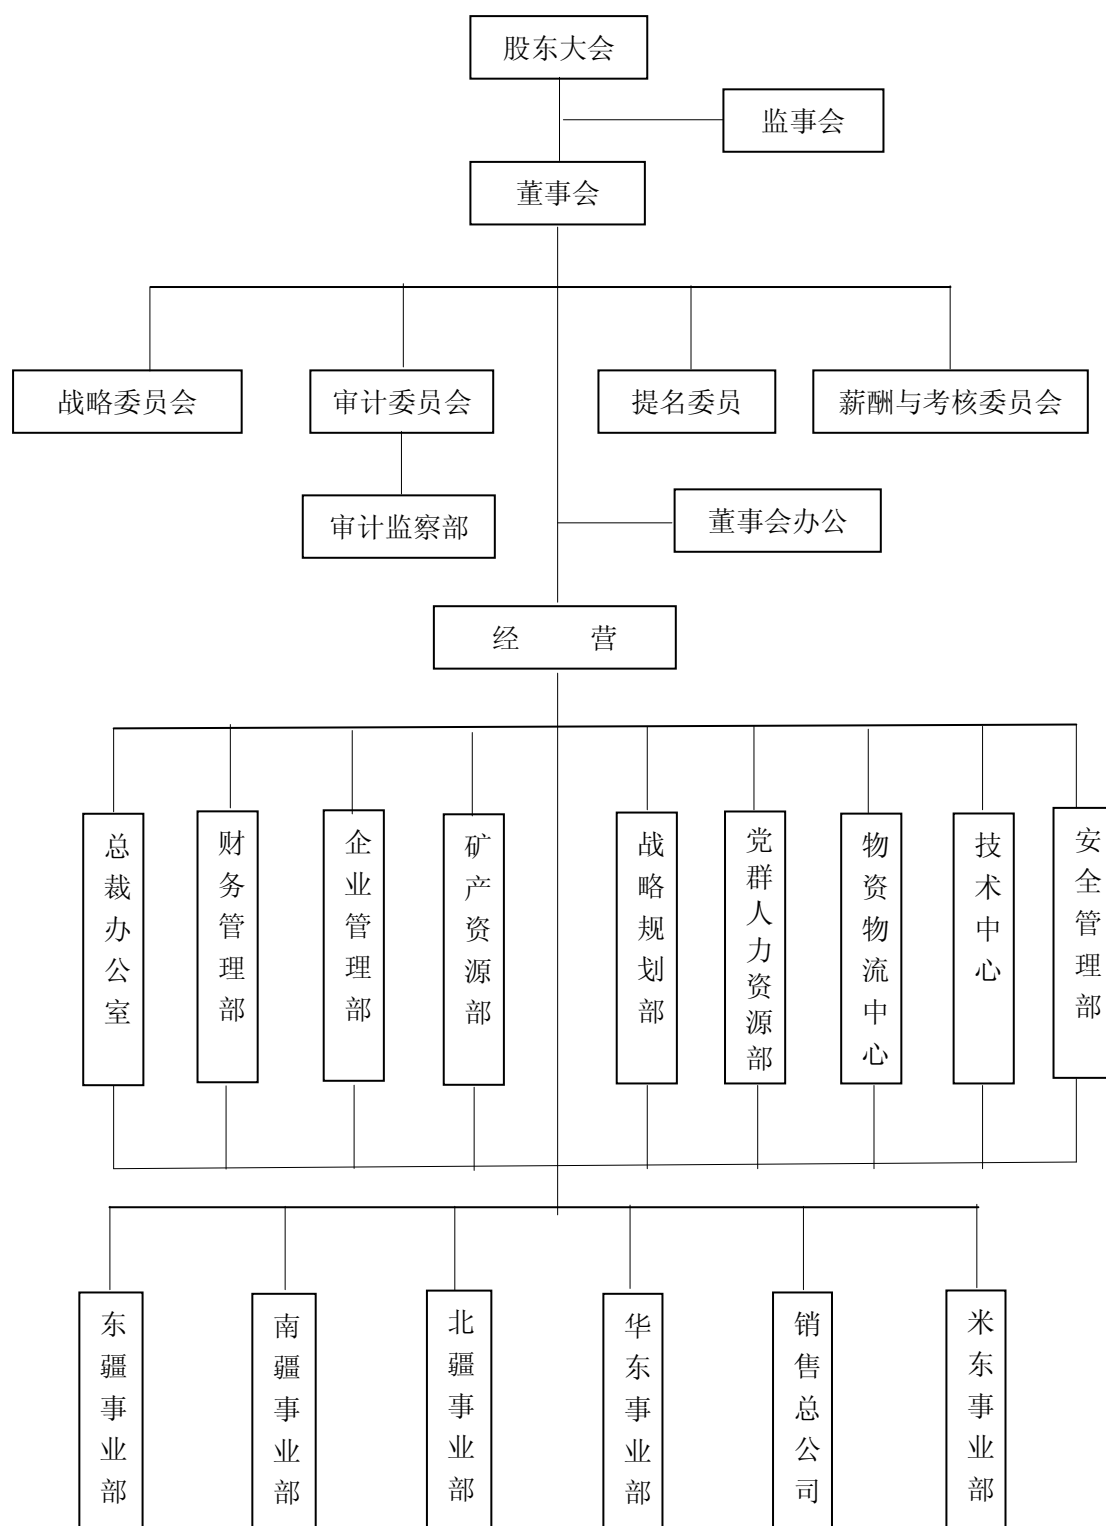 股东大会
监事会
董事会
战略委员会
审计委员会
提名委员
薪酬与考核委员会
审计监察部
董事会办公
经 营
总裁办公室
财务管理部
企业管理部
矿产资源部
战略规划部
党群人力资源部
物资物流中心
技术中心
安全管理部
东疆事业部
南疆事业部
北疆事业部
华东事业部
销售总公司
米东事业部